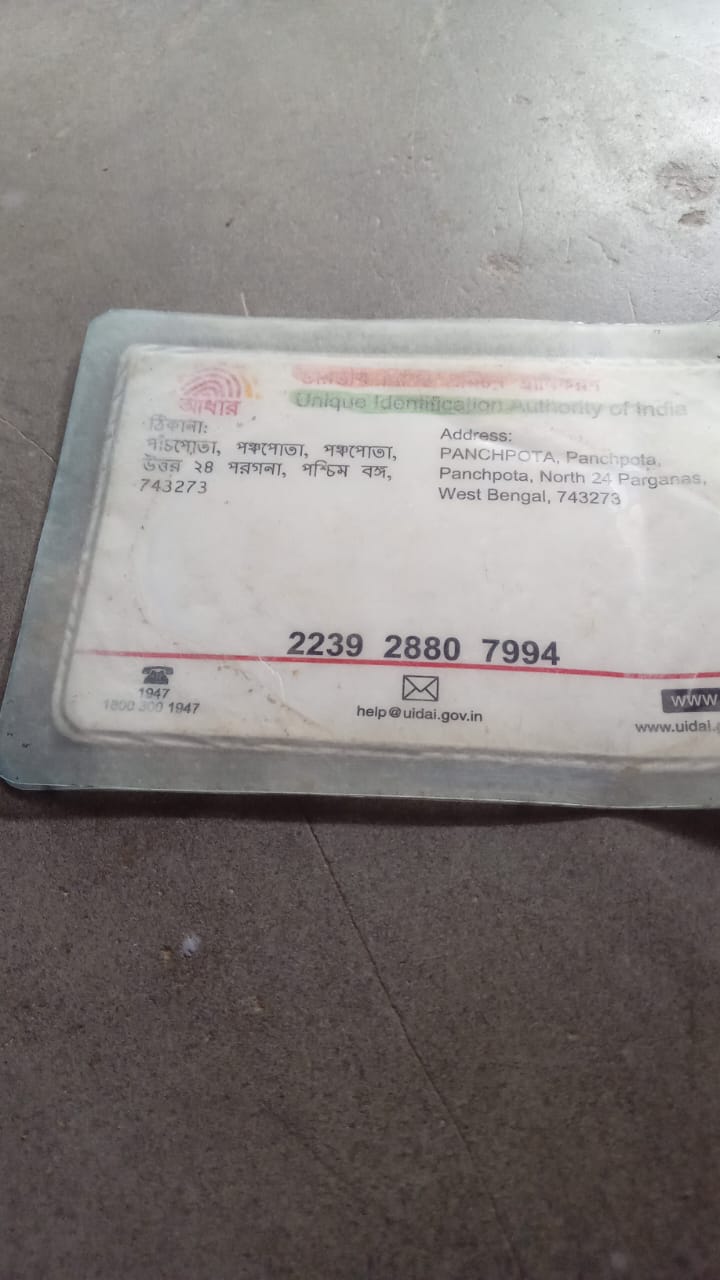 আধার
Unique Identification Authority of India
ঠিকানা:
পাঁচপোতা, পঞ্চপোতা, পঞ্চপোতা,
উত্তর ২৪ পরগনা, পশ্চিম বঙ্গ,
743273
Address:
PANCHPOTA, Panchpota,
Panchpota, North 24 Parganas,
West Bengal, 743273
2239 2880 7994
1947
1800 300 1947
help@uidai.gov.in
www
www.uidai.g